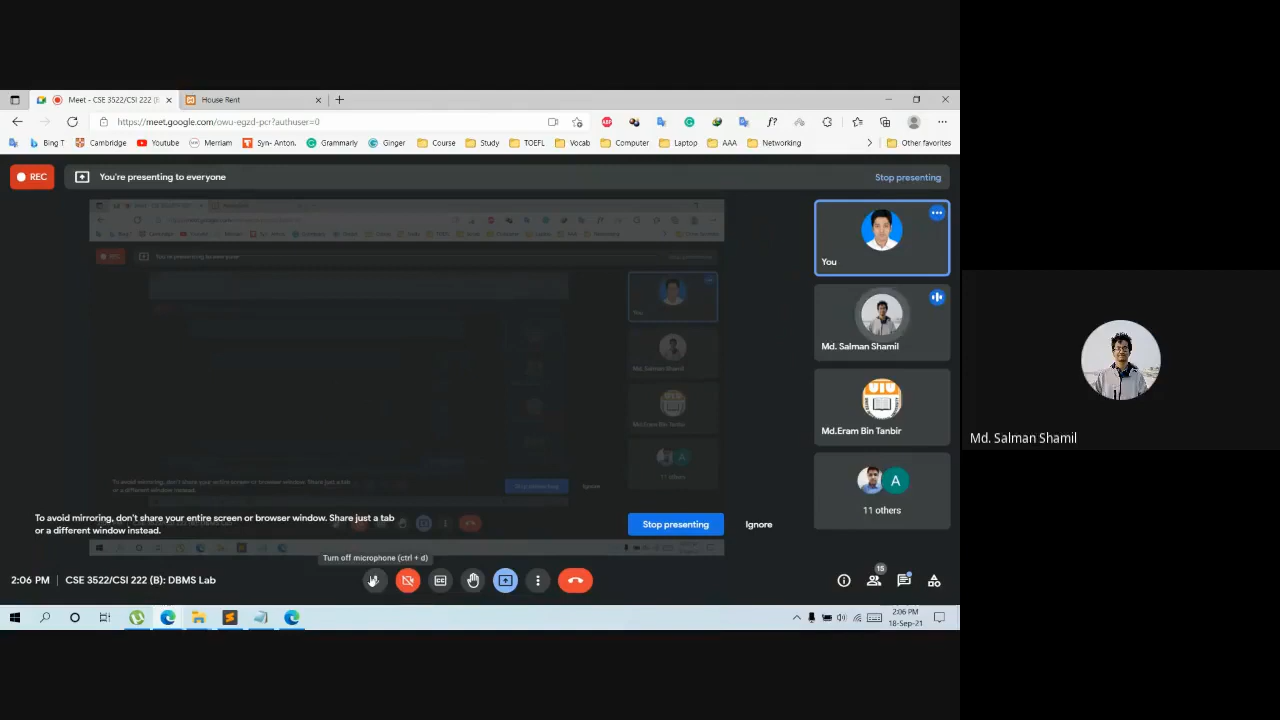 Meet - CSE 3522/CSI 222 (B
House Rent
https://meet.google.com/owu-egzd-pcr?authuser=0
Bing T
Cambridge
Youtube
Merriam
Syn- Anton.
Grammarly
Ginger
Course
Study
TOEFL
Vocab
Computer
Laptop
AAA
Networking
Other favorites
REC
You're presenting to everyone
Stop presenting
You
Md. Salman Shamil
Md.Eram Bin Tanbir
A
11 others
To avoid mirroring, don't share your entire screen or browser window. Share just a tab
or a different window instead.
Stop presenting
Ignore
Turn off microphone (ctrl + d)
2:06 PM
CSE 3522/CSI 222 (B): DBMS Lab
15
2:06 PM
18-Sep-21
Md. Salman Shamil